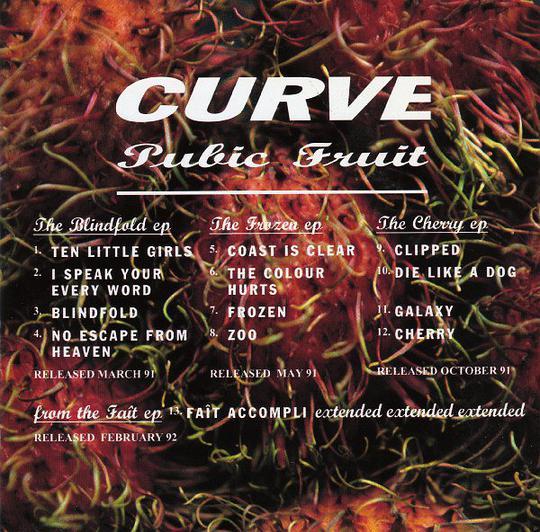 CURVE
Pubic Fruit
The Blindfold ep
1. TEN LITTLE GIRLS
2. I SPEAK YOUR
EVERY WORD
3. BLINDFOLD
4. NO ESCAPE FROM
HEAVEN
RELEASED MARCH 91
The Frozen ep
5. COAST IS CLEAR
6. THE COLOUR
HURTS
7. FROZEN
8. ZOO
RELEASED MAY 91
The Cherry ep
9. CLIPPED
10. DIE LIKE A DOG
11. GALAXY
12. CHERRY
RELEASED OCTOBER 91
from the Faît ep 13. FAÎT ACCOMPLI extended extended extended
RELEASED FEBRUARY 92